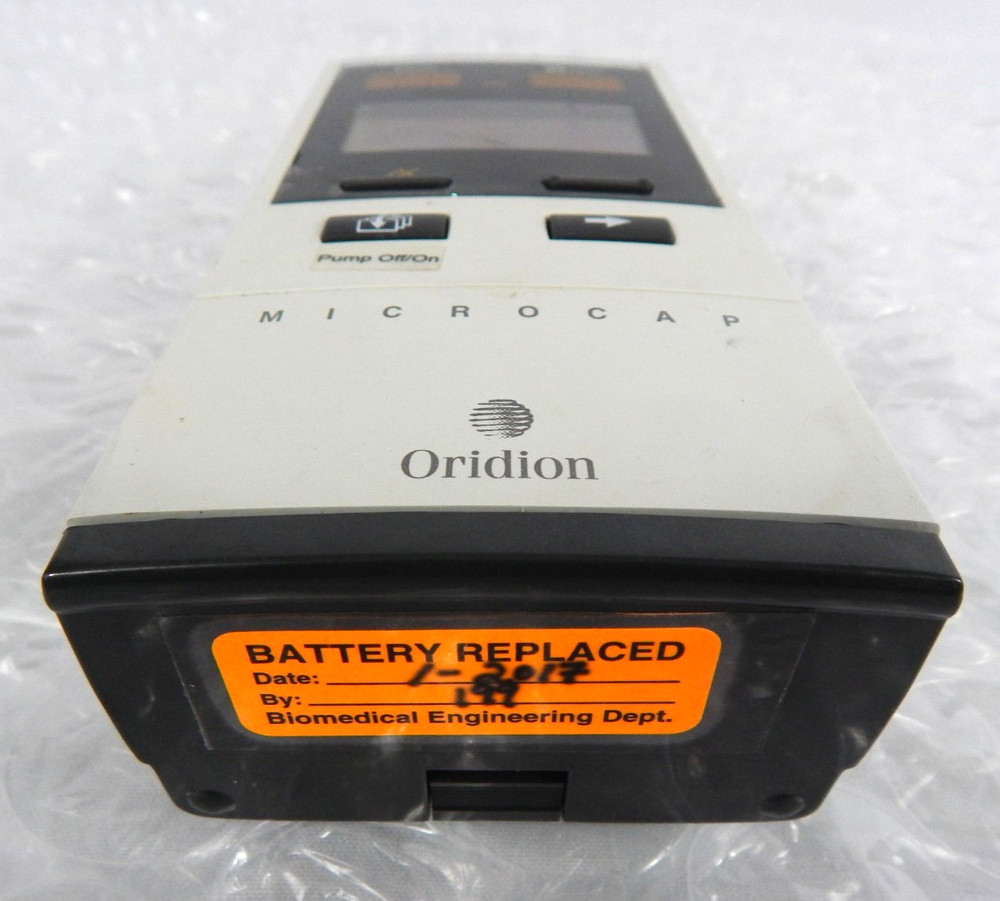 Pump Off/On
MICROCAP
Oridion
BATTERY REPLACED
Date: 1-2017
By:
Biomedical Engineering Dept.